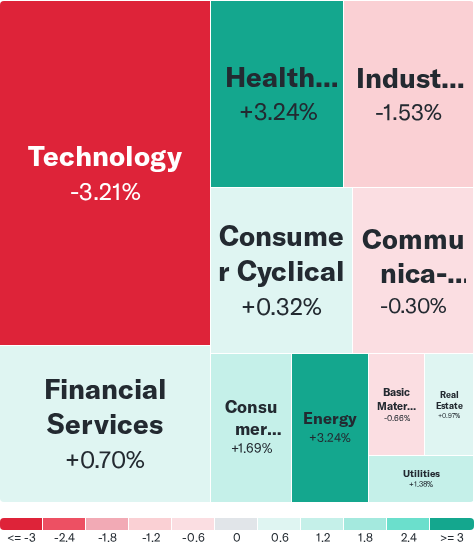 Technology
-3.21%
Health...
+3.24%
Indust...
-1.53%
Consume
r Cyclical
+0.32%
Commu
nica-...
-0.30%
Financial
Services
+0.70%
Consu
mer...
+1.69%
Energy
+3.24%
Basic
Mater...
-0.66%
Real
Estate
+0.97%
Utilities
+1.38%
<= -3 -2.4 -1.8 -1.2 -0.6 0 0.6 1.2 1.8 2.4 >= 3